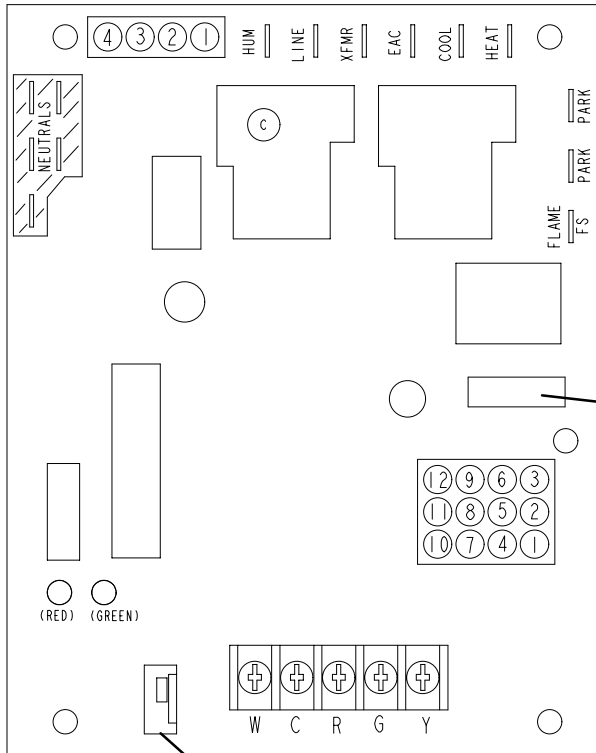 4 3 2 1
HUM
LINE
XFMR
EAC
COOL
HEAT
NEUTRALS
C
PARK
PARK
FLAME
FS
12 9 6 3
11 8 5 2
10 7 4 1
(RED) (GREEN)
W C R G Y